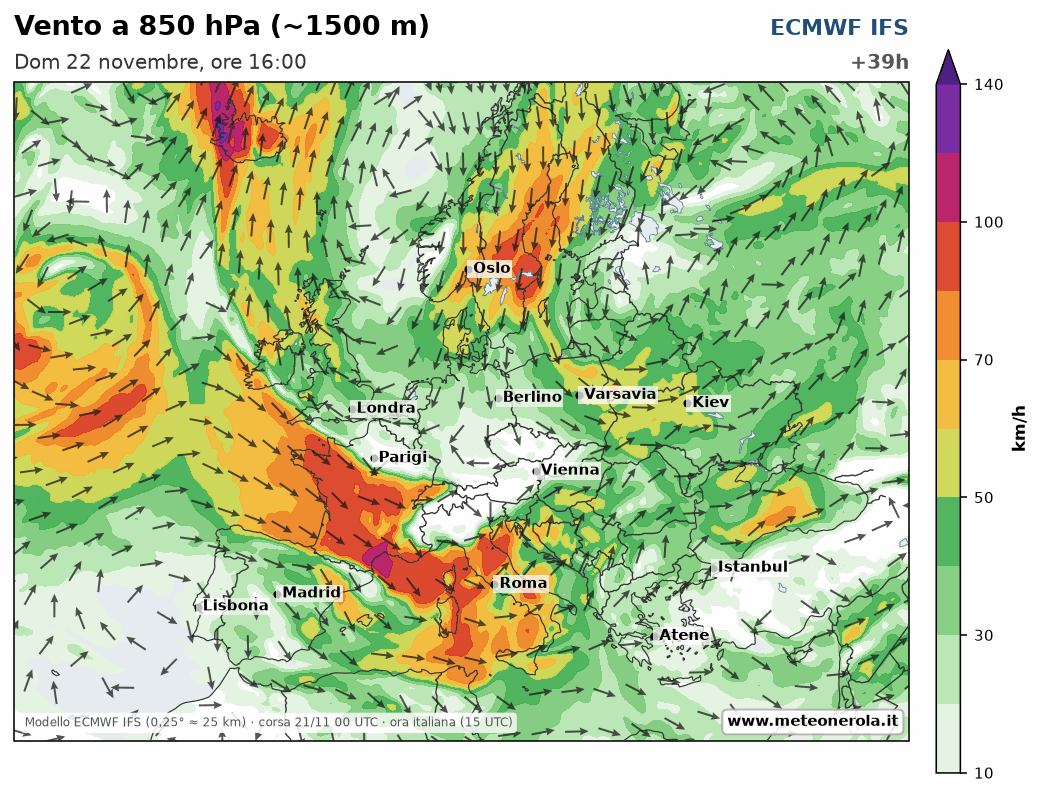 Vento a 850 hPa (~1500 m)
ECMWF IFS
Dom 22 novembre, ore 16:00
+39h
140
100
70
50
30
10
km/h
Oslo
Londra
Berlino
Varsavia
Kiev
Parigi
Vienna
Istanbul
Roma
Madrid
Lisbona
Atene
Modello ECMWF IFS (0,25° ≈ 25 km) · corsa 21/11 00 UTC · ora italiana (15 UTC)
www.meteonerola.it